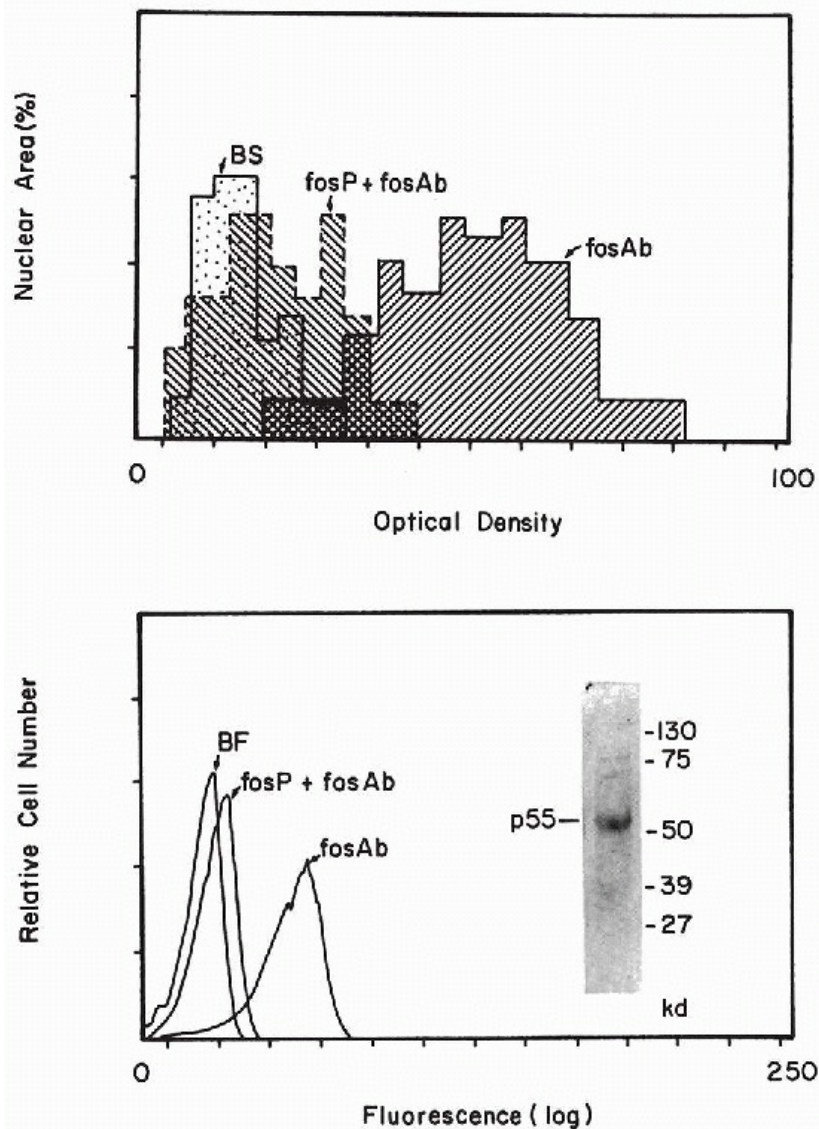 Nuclear Area (%)
BS
fosP + fosAb
fosAb
0
100
Optical Density
Relative Cell Number
BF
fosP + fosAb
fosAb
p55
-130
-75
-50
-39
-27
kd
0
250
Fluorescence (log)